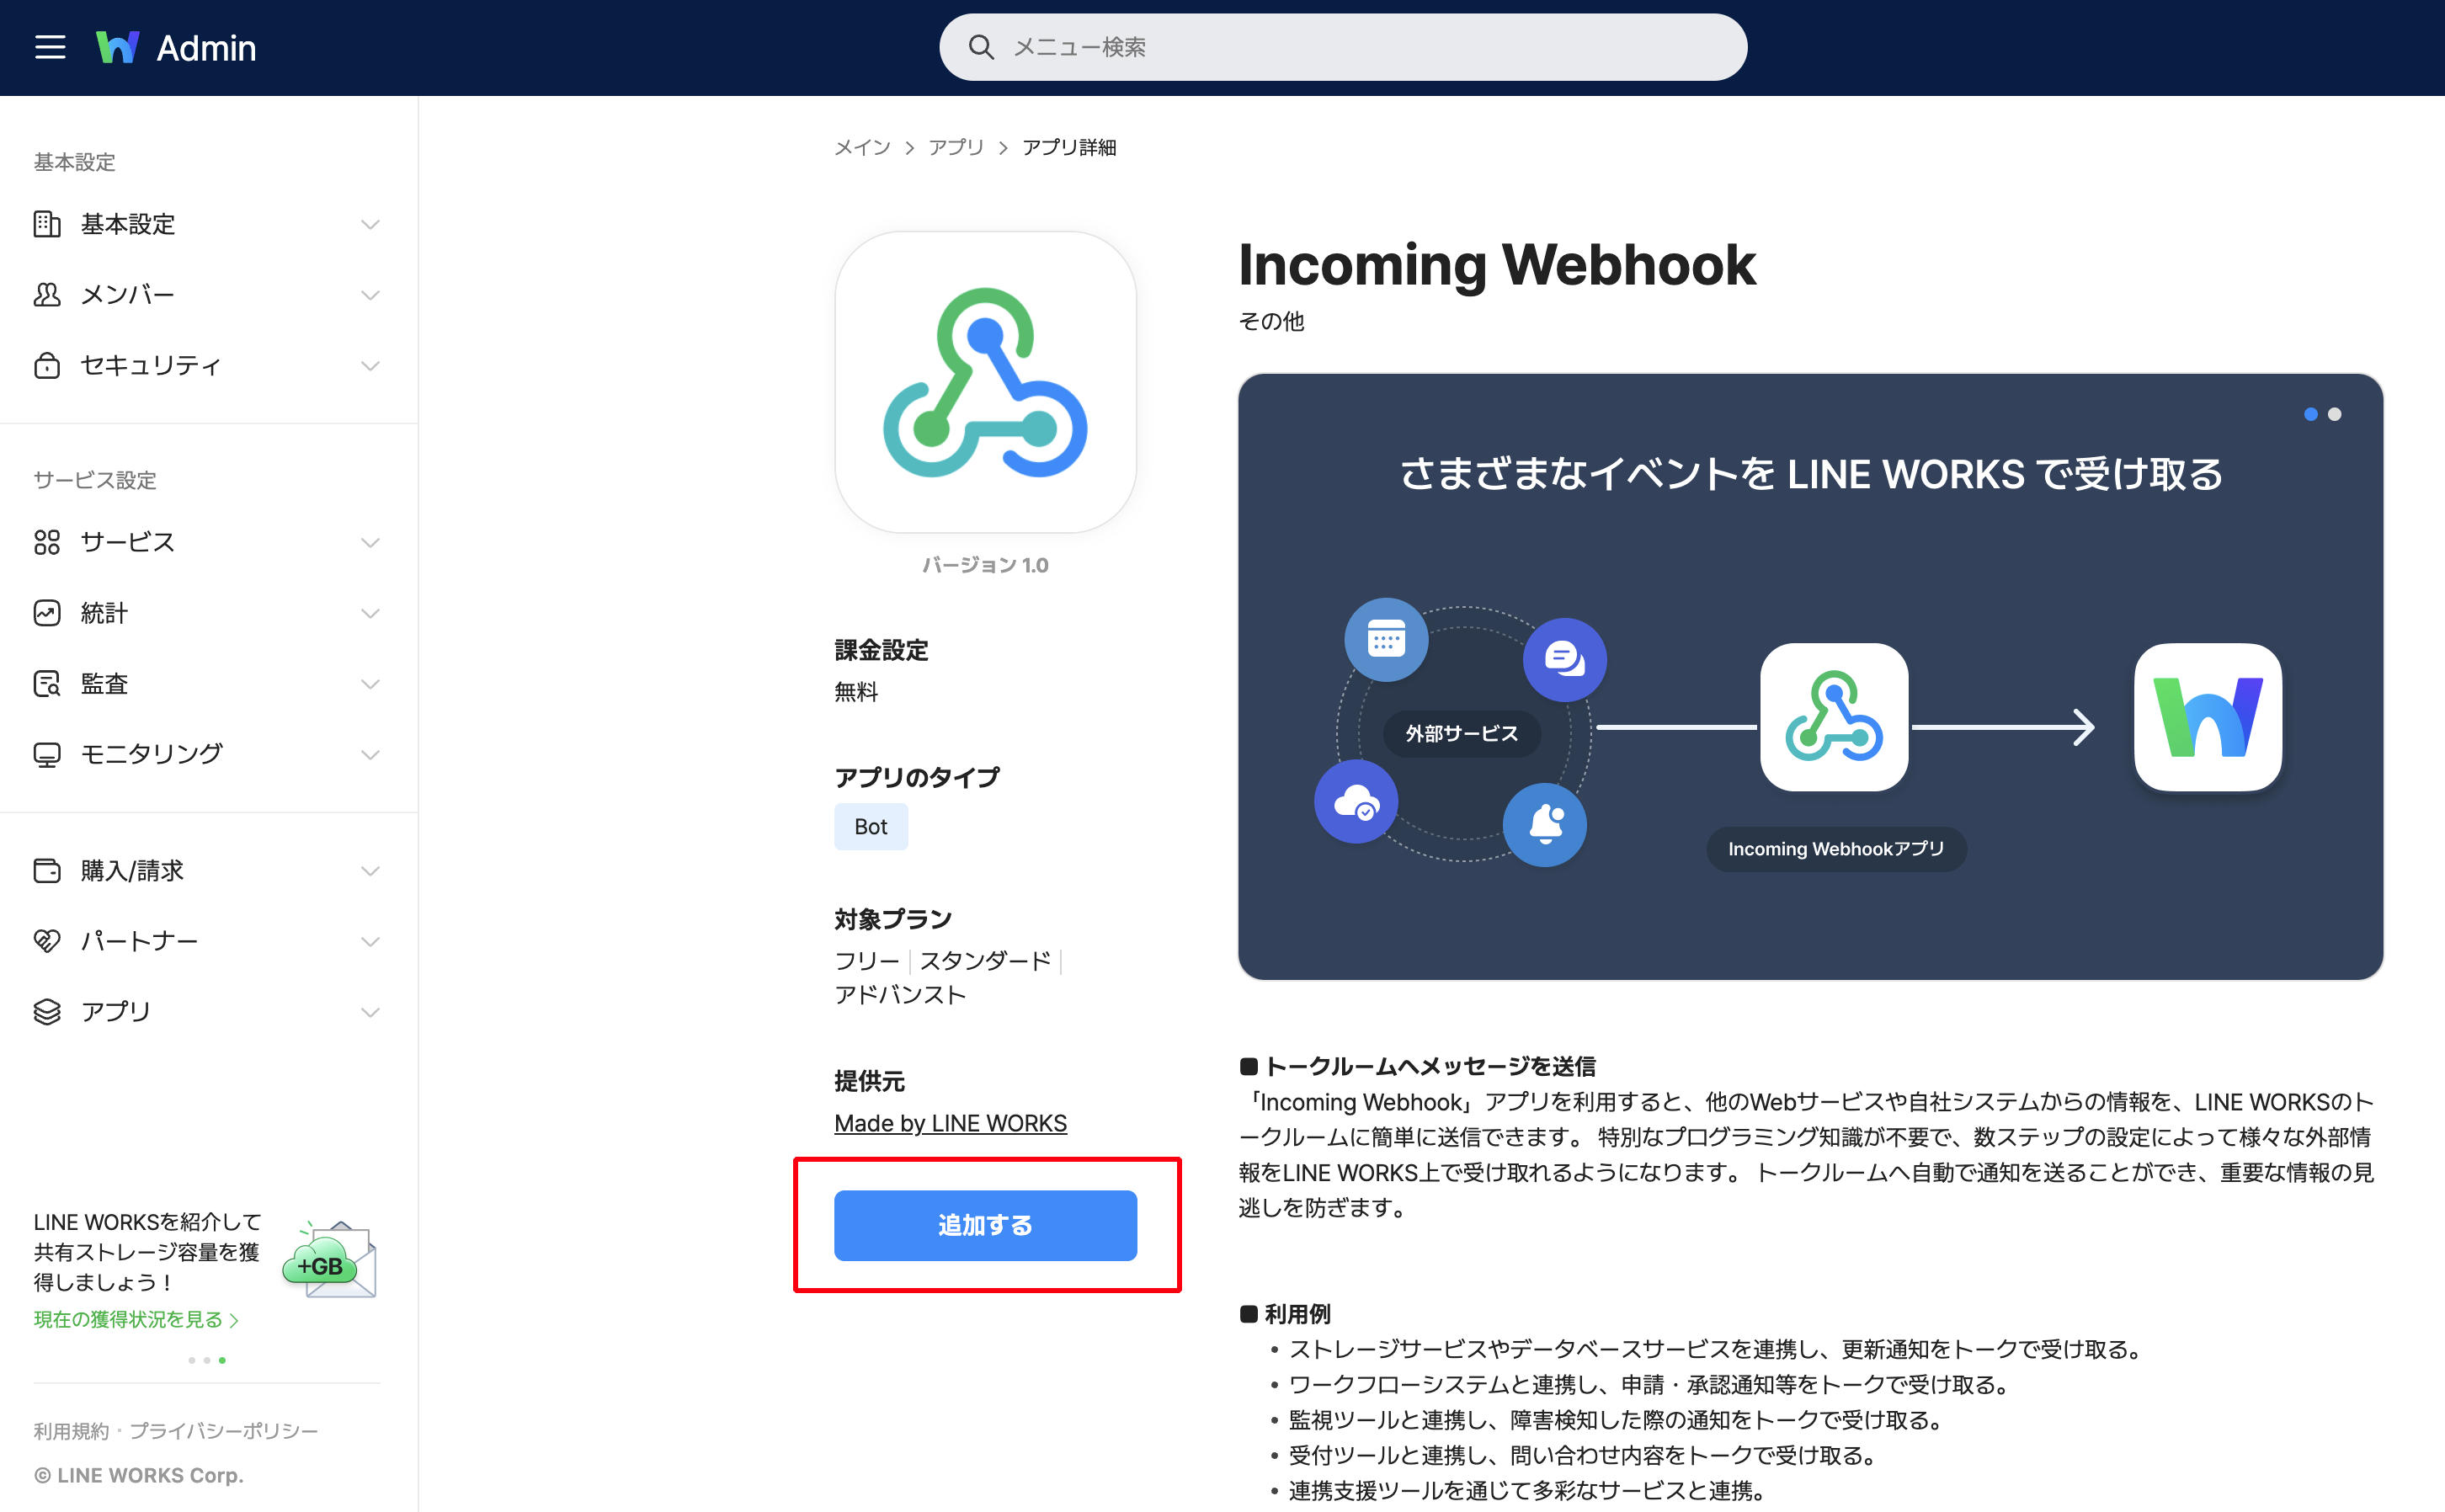 Admin
メニュー検索
基本設定
基本設定
メンバー
セキュリティ
サービス設定
サービス
統計
監査
モニタリング
購入/請求
パートナー
アプリ
LINE WORKSを紹介して
共有ストレージ容量を獲
得しましょう！
+GB
現在の獲得状況を見る >
利用規約・プライバシーポリシー
© LINE WORKS Corp.
メイン > アプリ > アプリ詳細
バージョン 1.0
課金設定
無料
アプリのタイプ
Bot
対象プラン
フリー | スタンダード |
アドバンスト
提供元
Made by LINE WORKS
追加する
Incoming Webhook
その他
さまざまなイベントを LINE WORKS で受け取る
外部サービス
Incoming Webhookアプリ
■ トークルームへメッセージを送信
「Incoming Webhook」アプリを利用すると、他のWebサービスや自社システムからの情報を、LINE WORKSのト
ークルームに簡単に送信できます。 特別なプログラミング知識が不要で、数ステップの設定によって様々な外部情
報をLINE WORKS上で受け取れるようになります。 トークルームへ自動で通知を送ることができ、重要な情報の見
逃しを防ぎます。
■ 利用例
• ストレージサービスやデータベースサービスを連携し、更新通知をトークで受け取る。
• ワークフローシステムと連携し、申請・承認通知等をトークで受け取る。
• 監視ツールと連携し、障害検知した際の通知をトークで受け取る。
• 受付ツールと連携し、問い合わせ内容をトークで受け取る。
• 連携支援ツールを通じて多彩なサービスと連携。